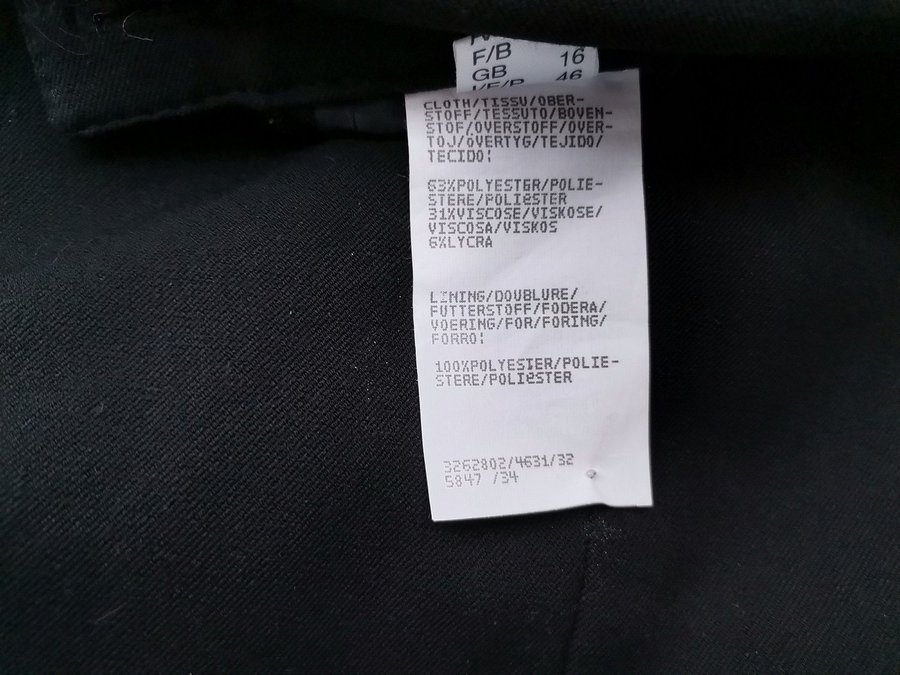 F/B
GB 16
46
CLOTH/TISSU/OBER-
STOFF/TESSUTO/BOVEN-
STOF/OVERSTOFF/OVER-
TOJ/ÖVERTYG/TEJIDO/
TECIDO:
63%POLYESTER/POLIE-
STERE/POLIéSTER
31%VISCOSE/VISKOSE/
VISCOSA/VISKOS
6%LYCRA
LINING/DOUBLURE/
FUTTERSTOFF/FODERA/
VOERING/FOR/FORING/
FORRO:
100%POLYESTER/POLIE-
STERE/POLIéSTER
3262802/4631/32
5847 /34